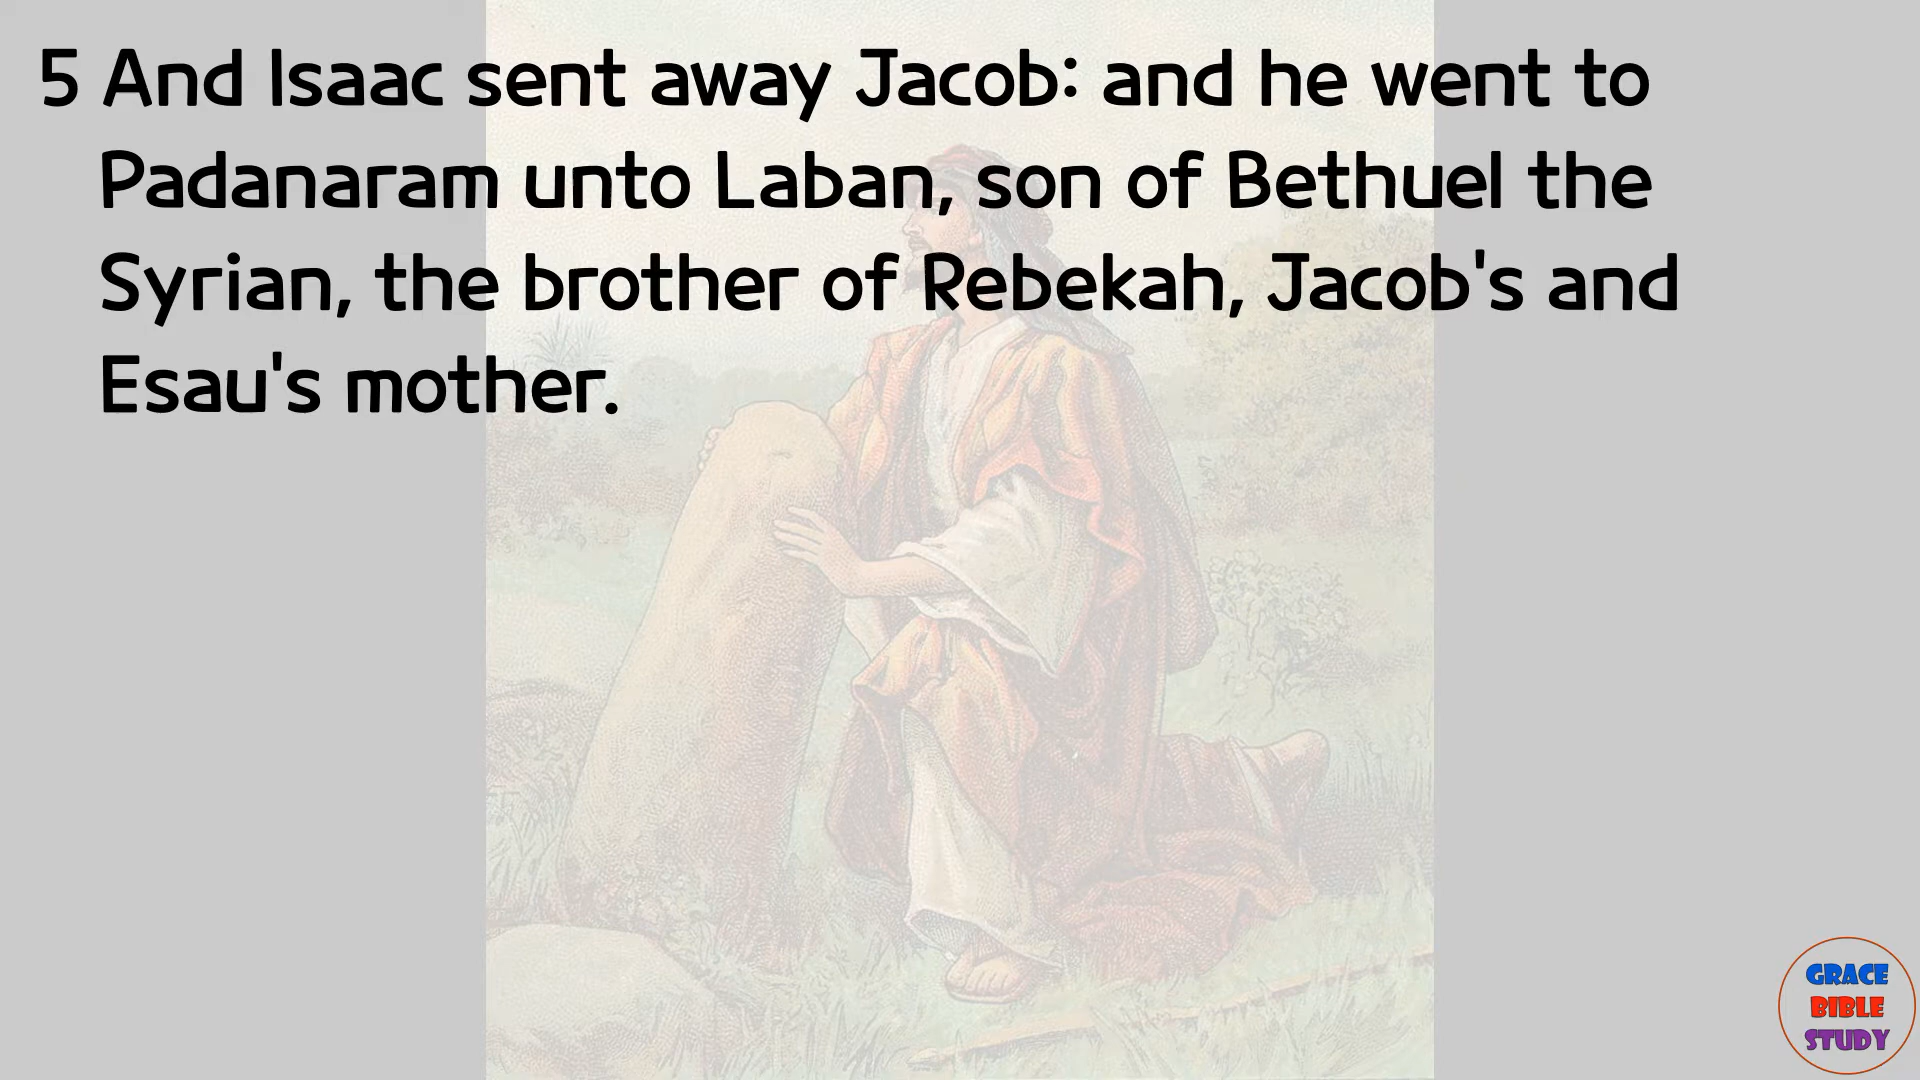 5 And Isaac sent away Jacob: and he went to
Padanaram unto Laban, son of Bethuel the
Syrian, the brother of Rebekah, Jacob's and
Esau's mother.
GRACE
BIBLE
STUDY